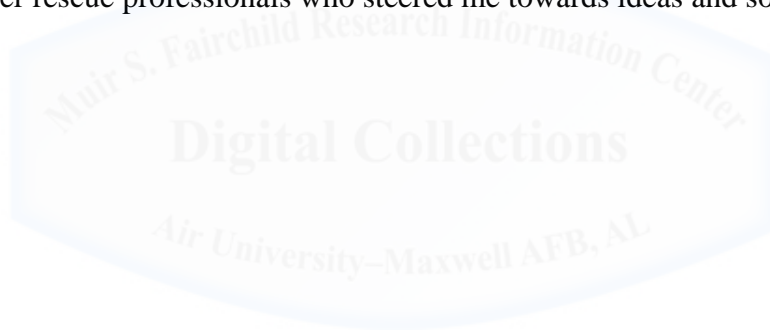 er rescue professionals who steered me towards ideas and so
Muir S. Fairchild Research Information Center
Digital Collections
Air University–Maxwell AFB, AL